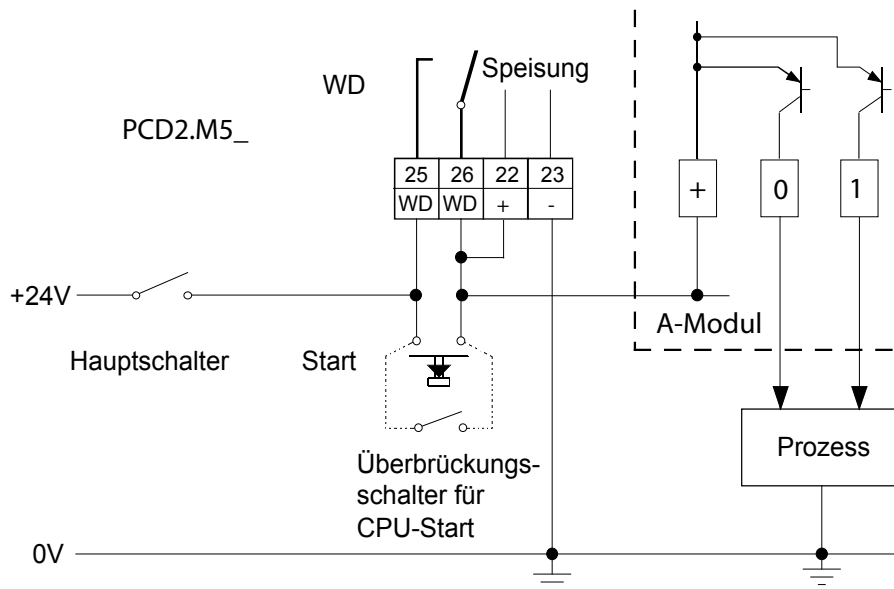 WD
Speisung
PCD2.M5_
25 26 22 23
WD WD + -
+ 0 1
+24V
A-Modul
Hauptschalter
Start
Prozess
Überbrückungs-
schalter für
CPU-Start
0V